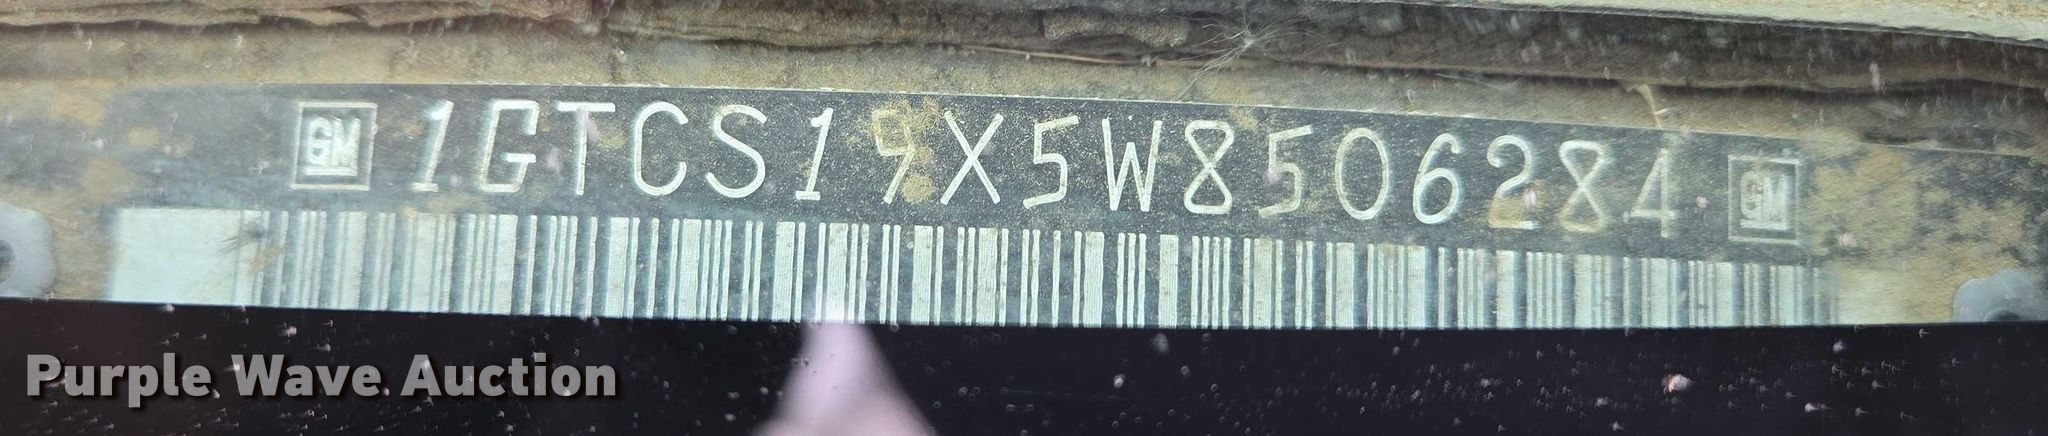 GM 1GTCS19X5W8506284 GM
Purple Wave Auction